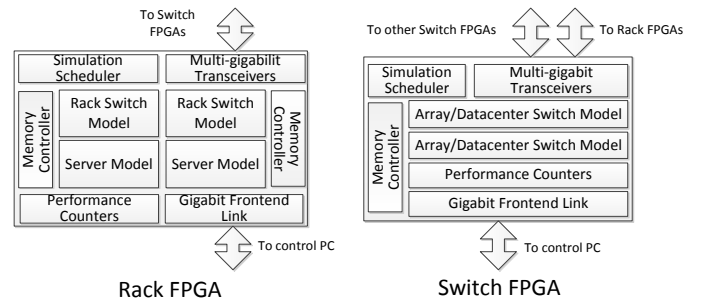 To Switch
FPGAs
Simulation
Scheduler
Multi-gigabilit
Transceivers
Memory
Controller
Rack Switch
Model
Rack Switch
Model
Memory
Controller
Server Model
Server Model
Performance
Counters
Gigabit Frontend
Link
To control PC
Rack FPGA
To other Switch FPGAs
To Rack FPGAs
Simulation
Scheduler
Multi-gigabit
Transceivers
Memory
Controller
Array/Datacenter Switch Model
Array/Datacenter Switch Model
Performance Counters
Gigabit Frontend Link
To control PC
Switch FPGA